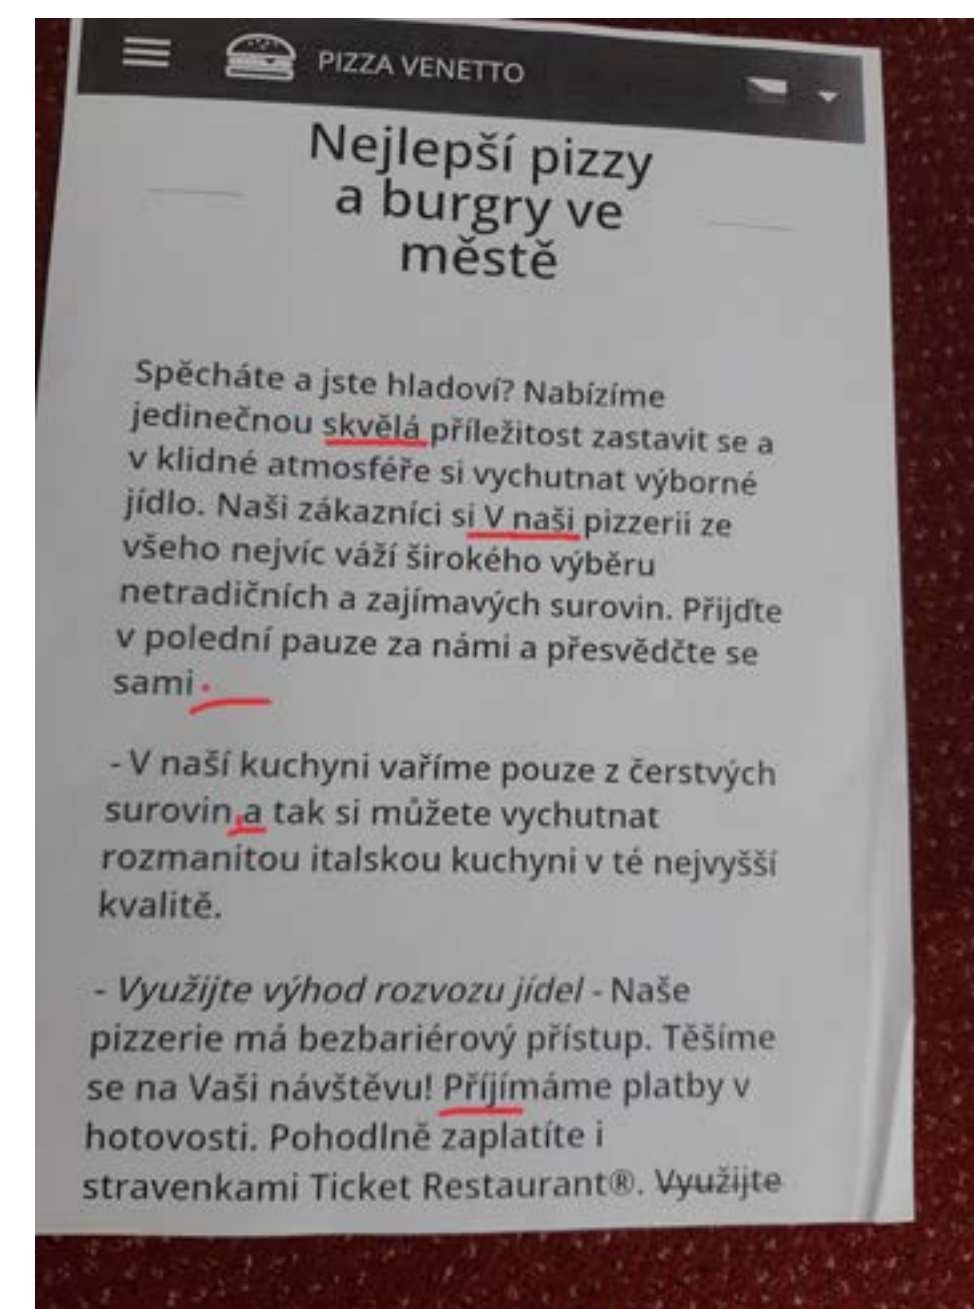 PIZZA VENETTO
Nejlepší pizzy
a burgry ve
městě
Spěcháte a jste hladoví? Nabízíme
jedinečnou skvělá příležitost zastavit se a
v klidné atmosféře si vychutnat výborné
jídlo. Naši zákazníci si V naši pizzerii ze
všeho nejvíc váží širokého výběru
netradičních a zajímavých surovin. Přijďte
v polední pauze za námi a přesvědčte se
sami.
- V naší kuchyni vaříme pouze z čerstvých
surovin,a tak si můžete vychutnat
rozmanitou italskou kuchyni v té nejvyšší
kvalitě.
- Využijte výhod rozvozu jídel - Naše
pizzerie má bezbariérový přístup. Těšíme
se na Vaši návštěvu! Příjímáme platby v
hotovosti. Pohodlně zaplatíte i
stravenkami Ticket Restaurant®. Využijte